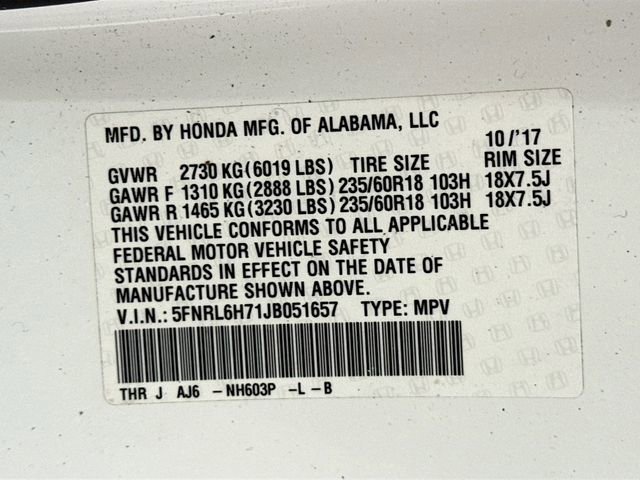 MFD. BY HONDA MFG. OF ALABAMA, LLC 10/'17
GVWR 2730 KG (6019 LBS) TIRE SIZE RIM SIZE
GAWR F 1310 KG (2888 LBS) 235/60R18 103H 18X7.5J
GAWR R 1465 KG (3230 LBS) 235/60R18 103H 18X7.5J
THIS VEHICLE CONFORMS TO ALL APPLICABLE
FEDERAL MOTOR VEHICLE SAFETY
STANDARDS IN EFFECT ON THE DATE OF
MANUFACTURE SHOWN ABOVE.
V.I.N.: 5FNRL6H71JB051657 TYPE: MPV
THR J AJ6 -NH603P -L -B